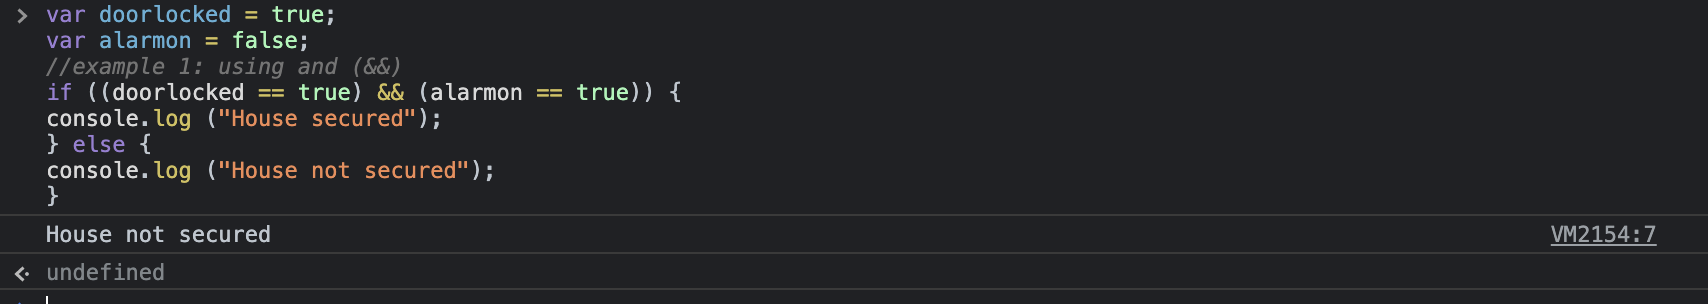 var doorlocked = true;
var alarmon = false;
//example 1: using and (&&)
if ((doorlocked == true) && (alarmon == true)) {
console.log ("House secured");
} else {
console.log ("House not secured");
}
House not secured VM2154:7
undefined